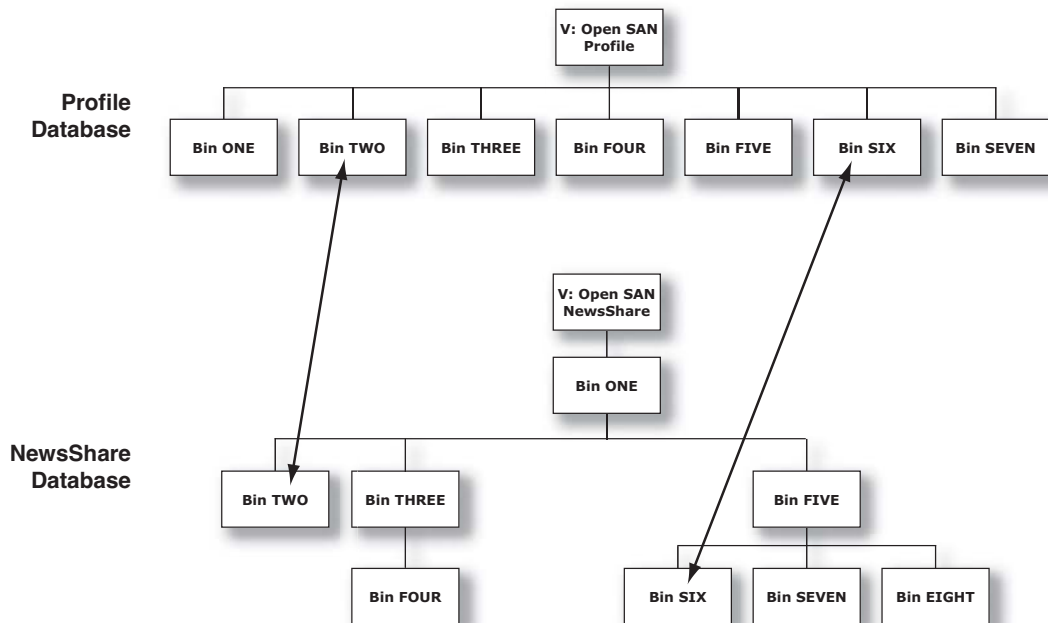 V: Open SAN
Profile
Profile
Database
Bin ONE
Bin TWO
Bin THREE
Bin FOUR
Bin FIVE
Bin SIX
Bin SEVEN
V: Open SAN
NewsShare
Bin ONE
NewsShare
Database
Bin TWO
Bin THREE
Bin FIVE
Bin FOUR
Bin SIX
Bin SEVEN
Bin EIGHT